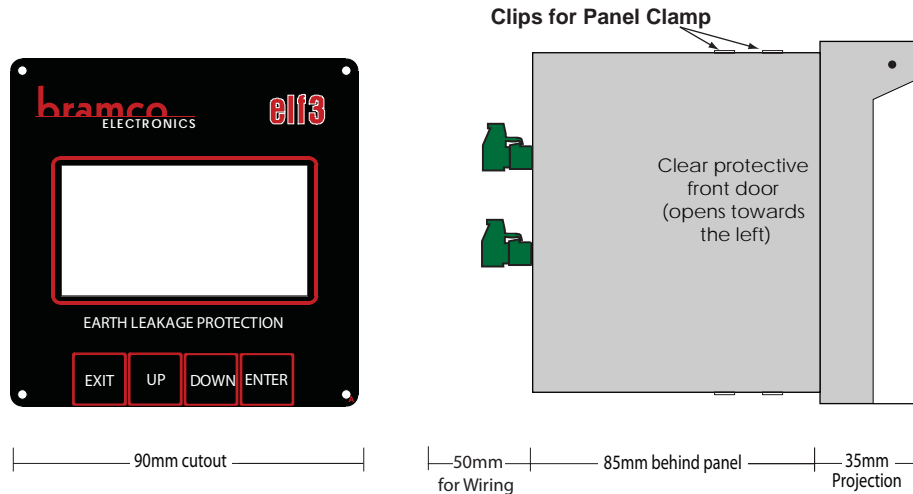 Clips for Panel Clamp
bramco
ELECTRONICS
elf3
EARTH LEAKAGE PROTECTION
EXIT UP DOWN ENTER
Clear protective
front door
(opens towards
the left)
90mm cutout
50mm
for Wiring
85mm behind panel
35mm
Projection